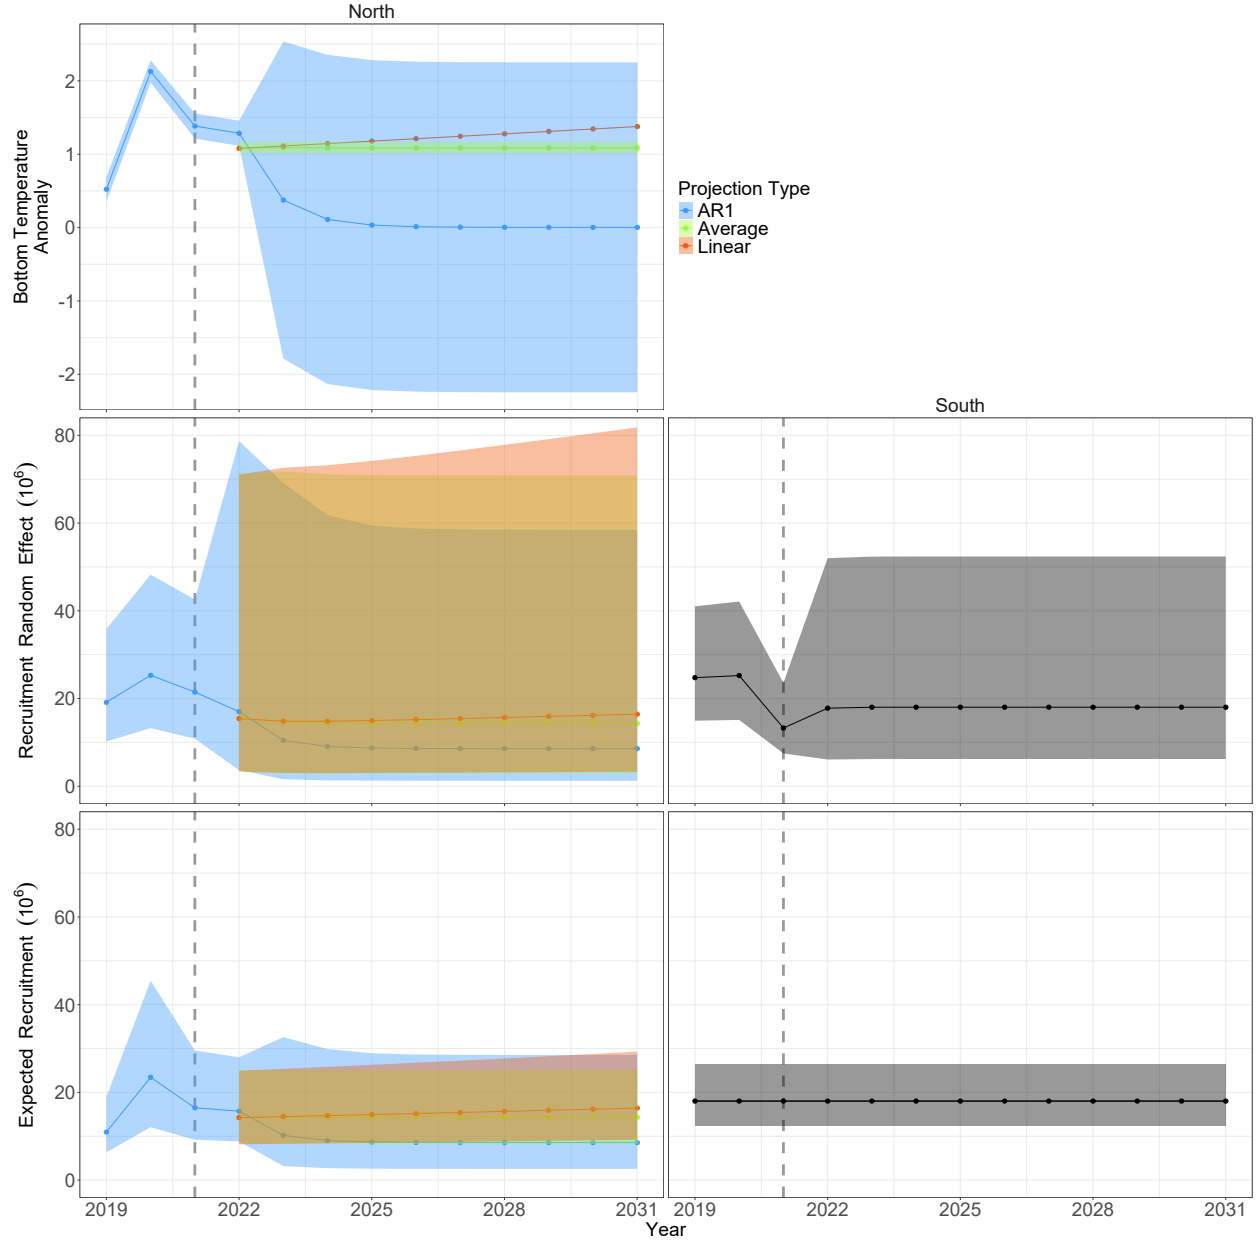 North
2
1
0
-1
-2
Bottom Temperature
Anomaly
Projection Type
AR1
Average
Linear
South
80
60
40
20
0
Recruitment Random Effect (10⁶)
80
60
40
20
0
Expected Recruitment (10⁶)
2019 2022 2025 2028 2031 2019 2022 2025 2028 2031
Year